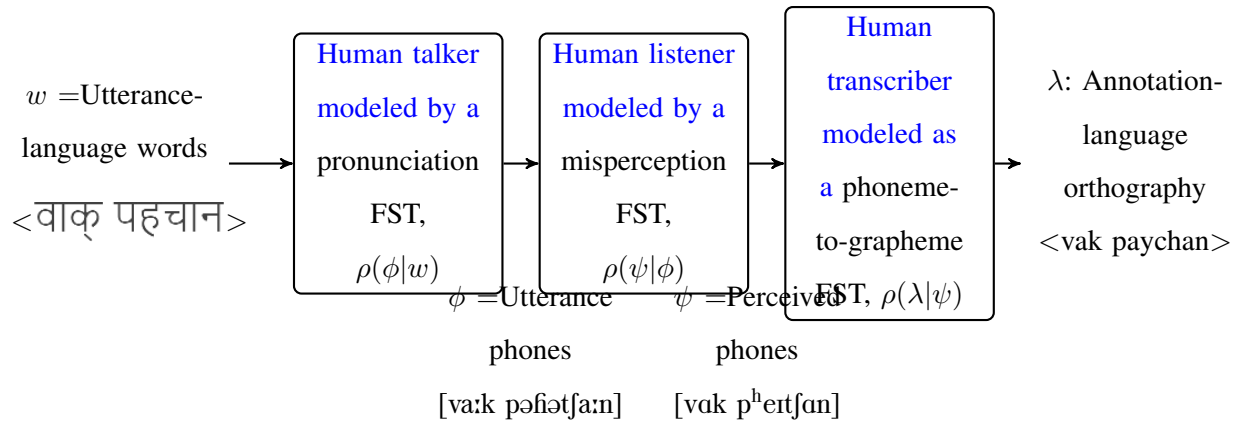 w =Utterance-
language words
<वाक् पहचान>
Human talker
modeled by a
pronunciation
FST,
ρ(ϕ|w)
Human listener
modeled by a
misperception
FST,
ρ(ψ|ϕ)
Human
transcriber
modeled as
a phoneme-
to-grapheme
FST, ρ(λ|ψ)
λ: Annotation-
language
orthography
<vak paychan>
ϕ =Utterance
phones
[vaːk pəɦətʃaːn]
ψ =Perceived
phones
[vɑk pʰeɪtʃɑn]